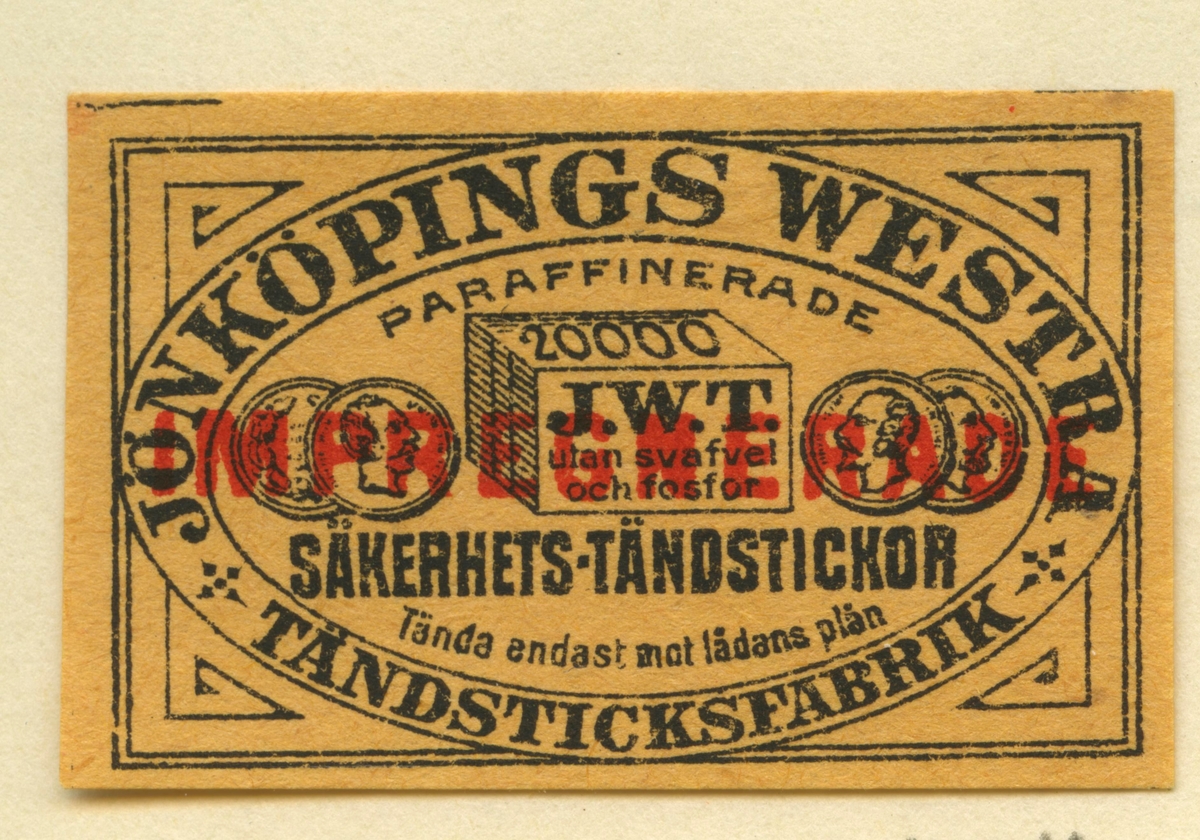 JÖNKÖPINGS WESTRA
PARAFFINERADE
20000
J.W.T.
IMPREGNERADE
utan svafvel
och fosfor
SÄKERHETS-TÄNDSTICKOR
Tända endast mot lådans plån
TÄNDSTICKSFABRIK